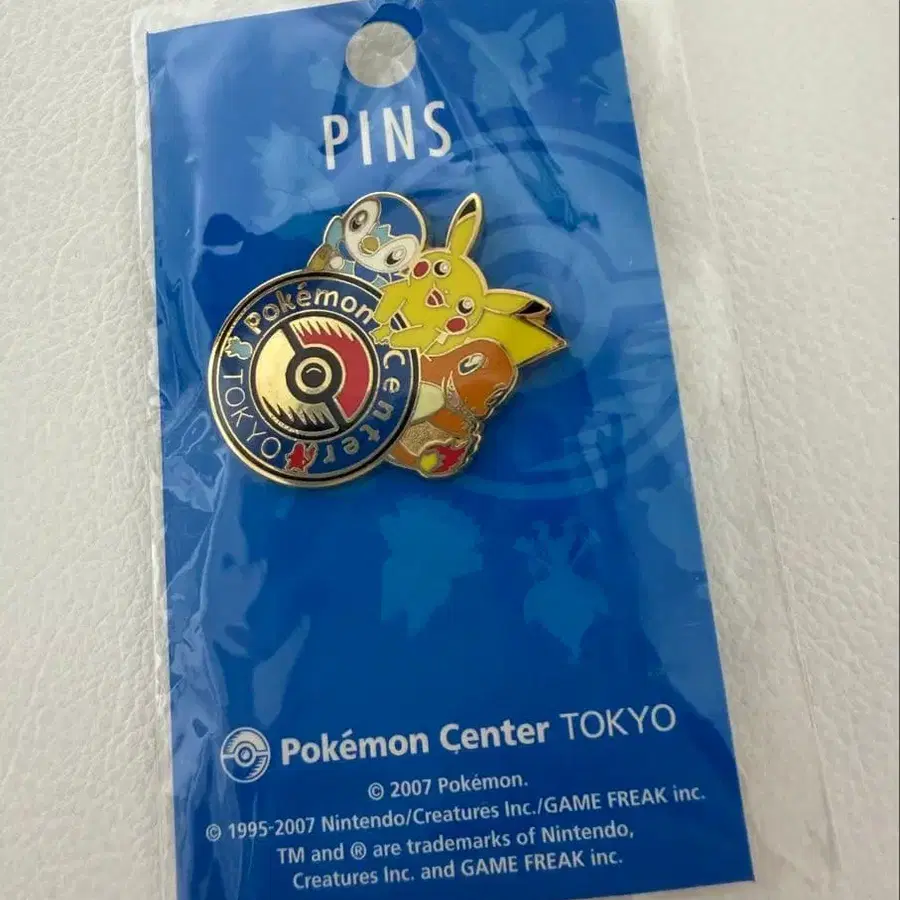 PINS
Pokémon
Center
TOKYO
Pokémon Center TOKYO
© 2007 Pokémon.
© 1995-2007 Nintendo/Creatures Inc./GAME FREAK inc.
TM and ® are trademarks of Nintendo,
Creatures Inc. and GAME FREAK inc.